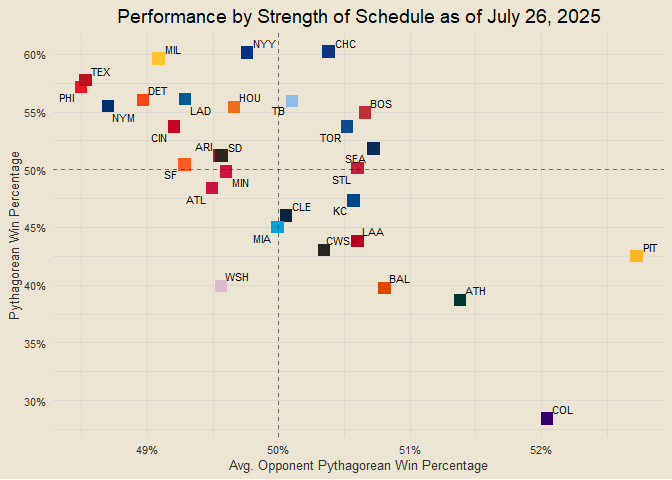 Performance by Strength of Schedule as of July 26, 2025
60%
55%
50%
45%
40%
35%
30%
Pythagorean Win Percentage
MIL
NYY
CHC
TEX
PHI
DET
NYM
LAD
HOU
TB
BOS
CIN
TOR
ARI
SD
SEA
SF
MIN
STL
ATL
CLE
KC
MIA
CWS
LAA
PIT
WSH
BAL
ATH
COL
49%
50%
51%
52%
Avg. Opponent Pythagorean Win Percentage